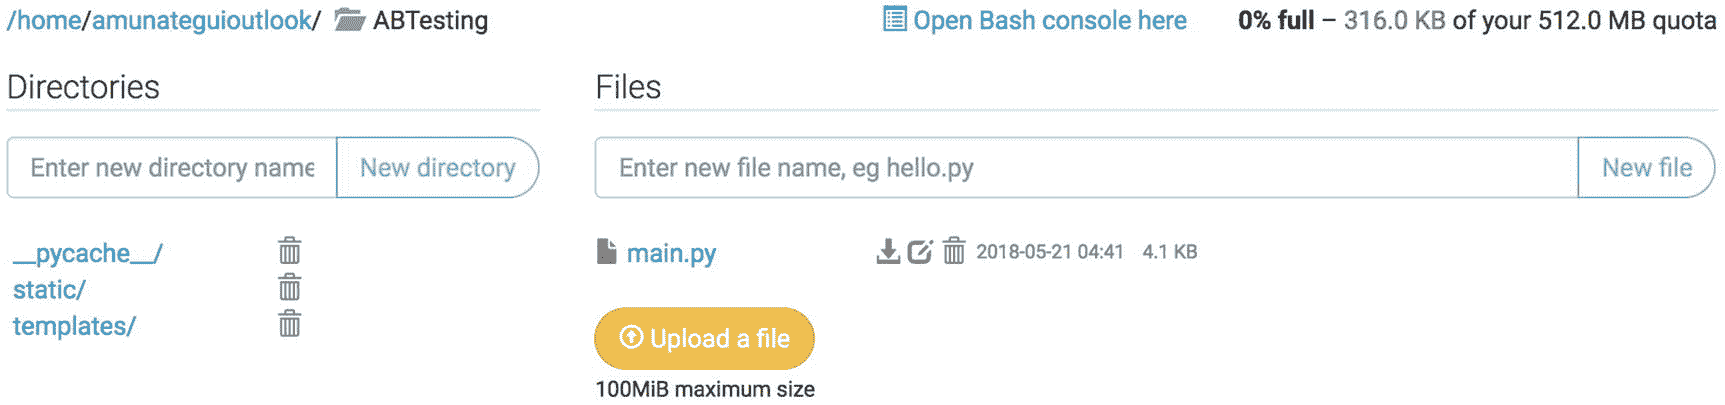 /home/amunateguioutlook/ ABTesting Open Bash console here 0% full – 316.0 KB of your 512.0 MB quota
Directories Files
Enter new directory name New directory Enter new file name, eg hello.py New file
__pycache__/ main.py 2018-05-21 04:41 4.1 KB
static/
templates/
Upload a file
100MiB maximum size